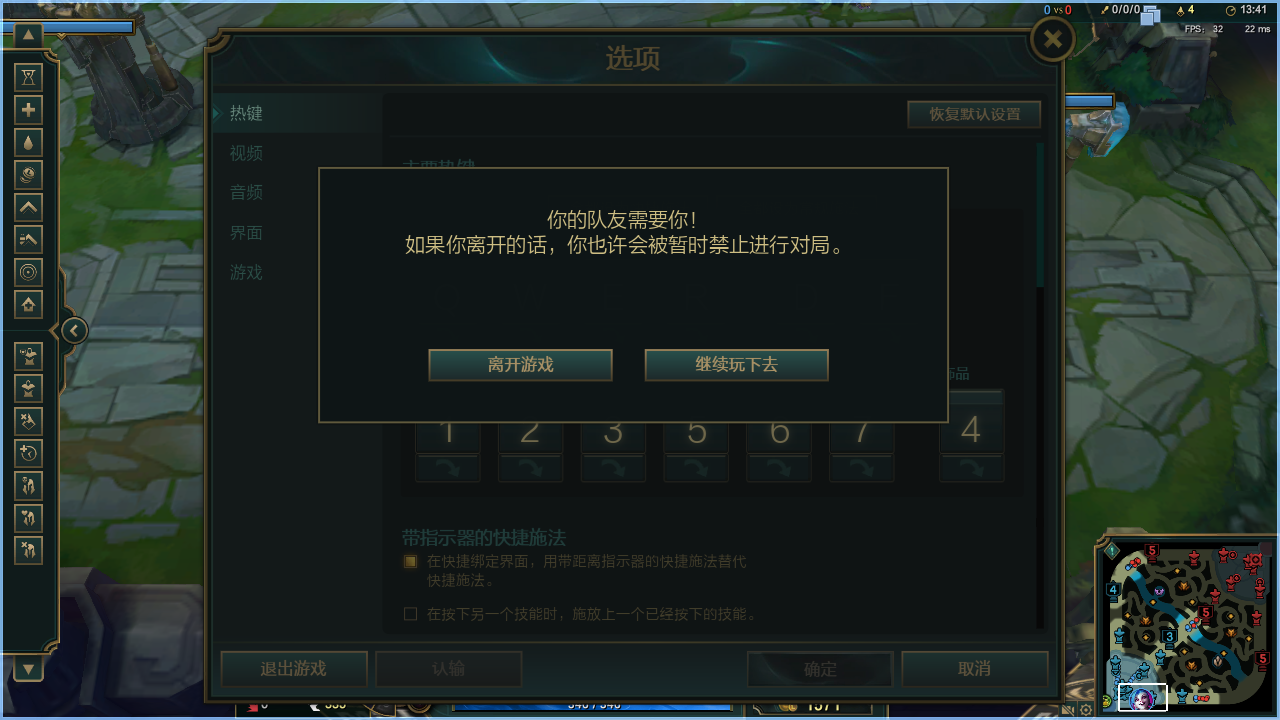 0 vs 0
0/0/0
4
13:41
FPS: 32
22 ms
选项
热键
视频
音频
界面
游戏
恢复默认设置
你的队友需要你！
如果你离开的话，你也许会被暂时禁止进行对局。
离开游戏
继续玩下去
1
2
3
5
6
7
4
带指示器的快捷施法
在快捷绑定界面，用带距离指示器的快捷施法替代
快捷施法。
在按下另一个技能时，施放上一个已经按下的技能。
退出游戏
认输
确定
取消
5
4
5
3
5